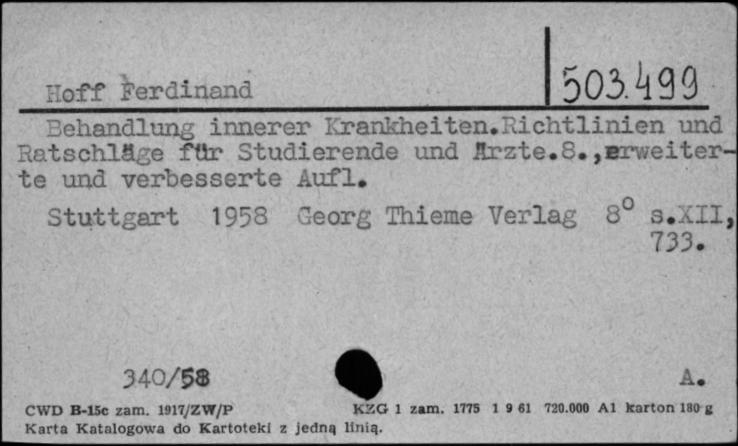 Hoff Ferdinand
503.499
Behandlung innerer Krankheiten.Richtlinien und
Ratschläge für Studierende und Ärzte.8.,erweiter-
te und verbesserte Aufl.
Stuttgart 1958 Georg Thieme Verlag 8° s.XII,
733.
340/58
A.
CWD B-15c zam. 1917/ZW/P KZG 1 zam. 1775 1 9 61 720.000 A1 karton 180 g
Karta Katalogowa do Kartoteki z jedną linią.